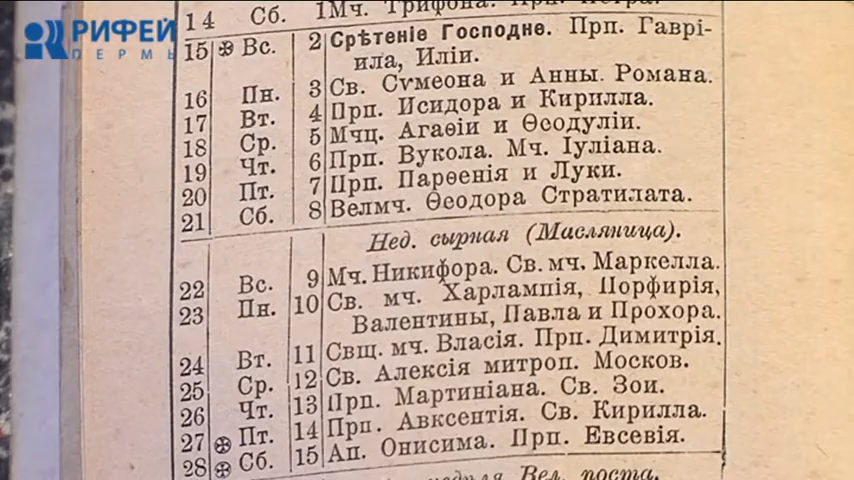 РИФЕЙ
ПЕРМЬ
14 Сб. 1 Мч. Трифона. Прп. Петра.
15 Вс. 2 Срѣтеніе Господне. Прп. Гаврі-
ила, Иліи.
16 Пн. 3 Св. Сѵмеона и Анны. Романа.
17 Вт. 4 Прп. Исидора и Кирилла.
18 Ср. 5 Мчц. Агаѳіи и Ѳеодуліи.
19 Чт. 6 Прп. Вукола. Мч. Іуліана.
20 Пт. 7 Прп. Парѳенія и Луки.
21 Сб. 8 Велмч. Ѳеодора Стратилата.
Нед. сырная (Масляница).
22 Вс. 9 Мч. Никифора. Св. мч. Маркелла.
23 Пн. 10 Св. мч. Харлампія, Порфирія,
Валентины, Павла и Прохора.
24 Вт. 11 Свщ. мч. Власія. Прп. Димитрія.
25 Ср. 12 Св. Алексія митроп. Москов.
26 Чт. 13 Прп. Мартиніана. Св. Зои.
27 Пт. 14 Прп. Авксентія. Св. Кирилла.
28 Сб. 15 Ап. Онисима. Прп. Евсевія.
Вел. поста.